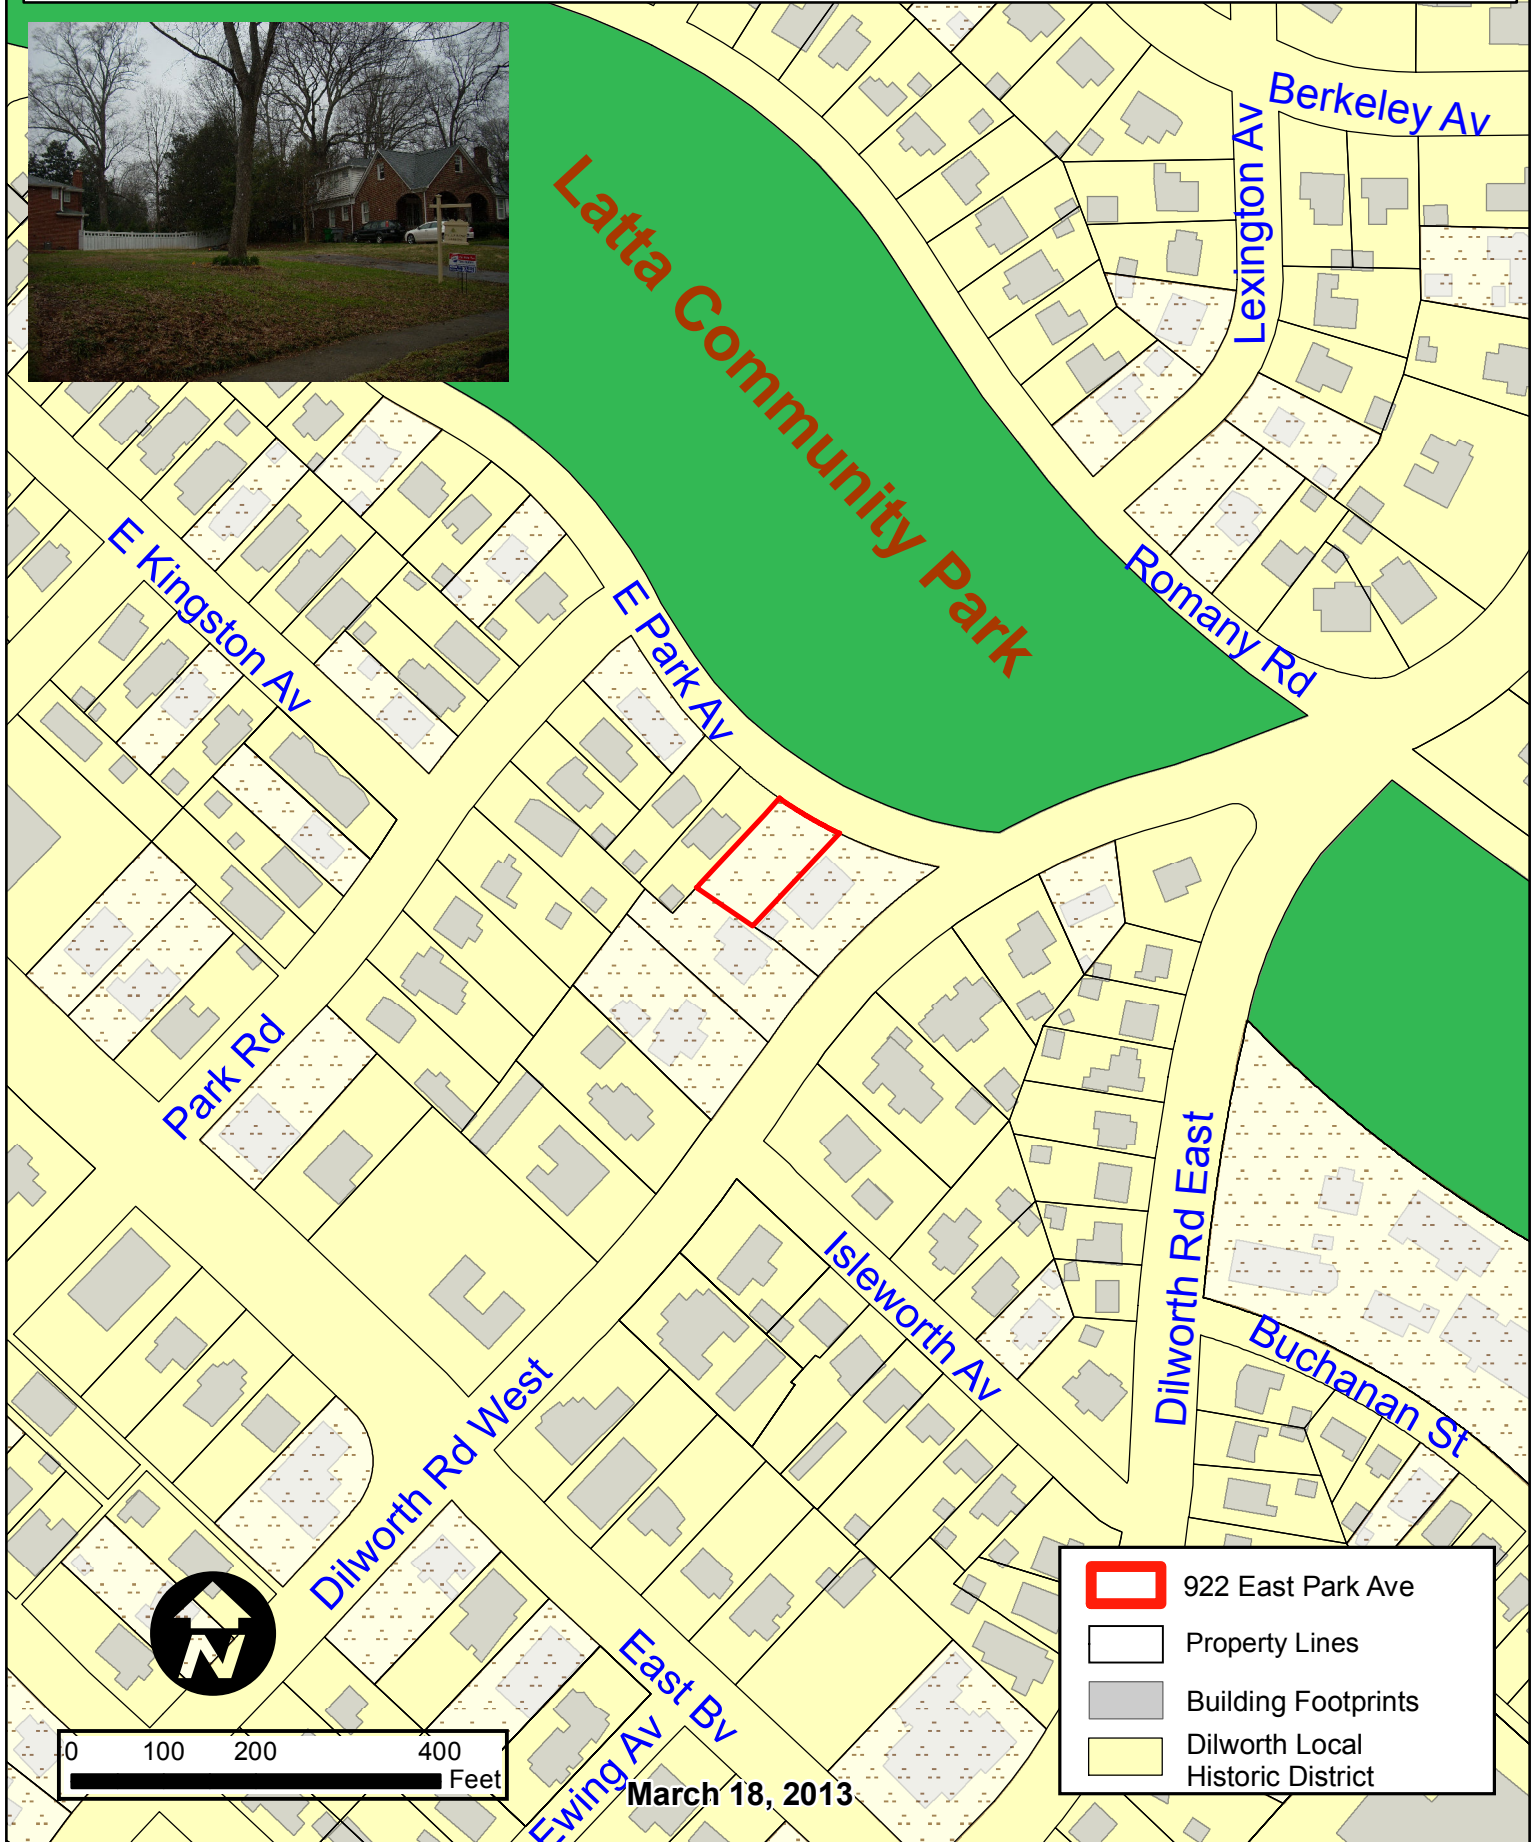 Berkeley Av
Lexington Av
Latta Community Park
E Kingston Av
E Park Av
Romany Rd
Park Rd
Dilworth Rd East
Isleworth Av
Buchanan St
Dilworth Rd West
East Bv
Ewing Av
N
0 100 200 400
Feet
March 18, 2013
922 East Park Ave
Property Lines
Building Footprints
Dilworth Local
Historic District